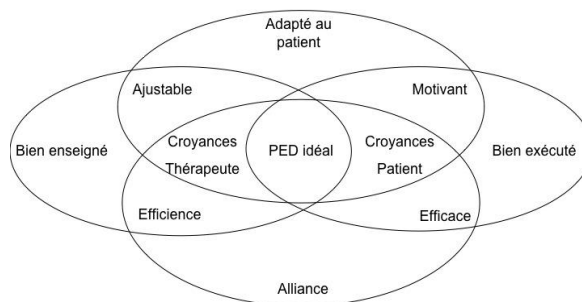 Adapté au
patient
Ajustable
Motivant
Bien enseigné
Croyances
Thérapeute
PED idéal
Croyances
Patient
Bien exécuté
Efficience
Efficace
Alliance